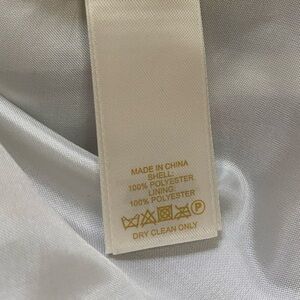 MADE IN CHINA
SHELL:
100% POLYESTER
LINING:
100% POLYESTER
P
DRY CLEAN ONLY